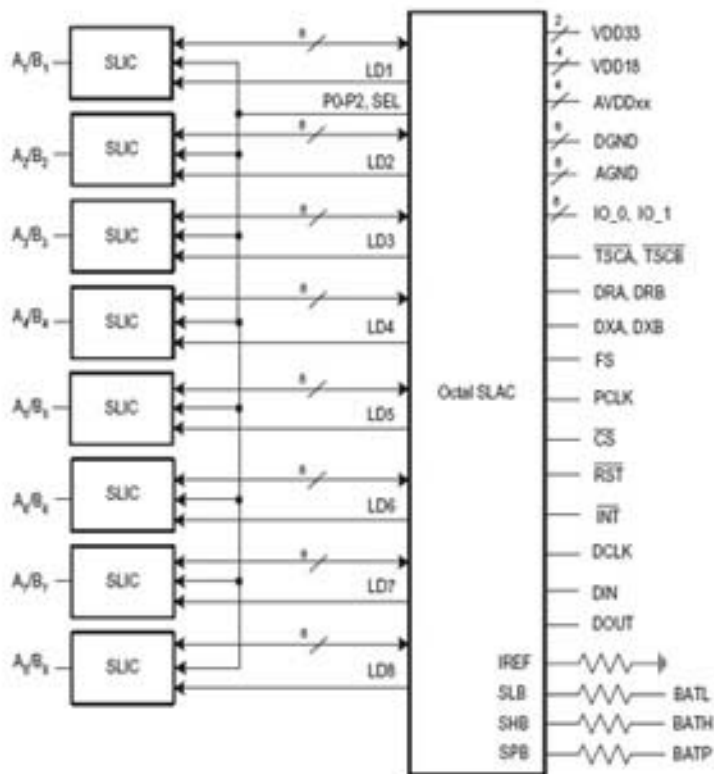 2
VDD33
A1/B1
SLIC
8
LD1
4
VDD18
P0-P2, SEL
4
AVDDxx
A2/B2
SLIC
8
LD2
6
DGND
8
AGND
A3/B3
SLIC
8
LD3
8
IO_0, IO_1
TSCA, TSCB
A4/B4
SLIC
8
LD4
DRA, DRB
DXA, DXB
FS
A5/B5
SLIC
8
LD5
Octal SLAC
PCLK
CS
A6/B6
SLIC
8
LD6
RST
INT
A7/B7
SLIC
8
LD7
DCLK
DIN
DOUT
A8/B8
SLIC
8
LD8
IREF
SLB
BATL
SHB
BATH
SPB
BATP